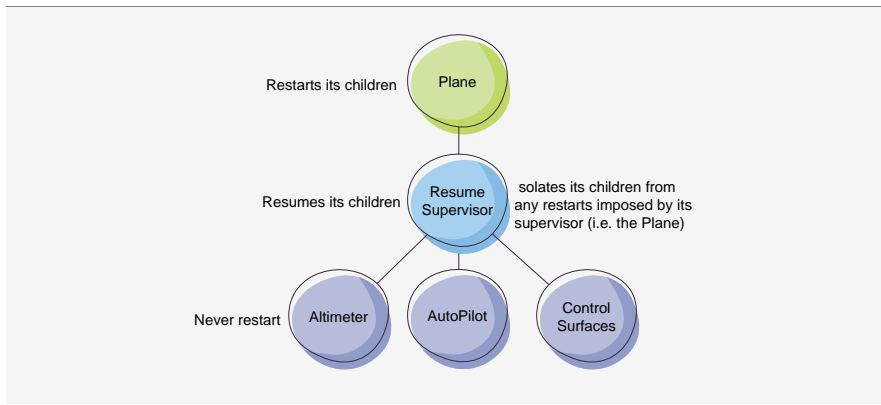 Plane
Restarts its children
Resume
Supervisor
Resumes its children
solates its children from
any restarts imposed by its
supervisor (i.e. the Plane)
Never restart
Altimeter
AutoPilot
Control
Surfaces